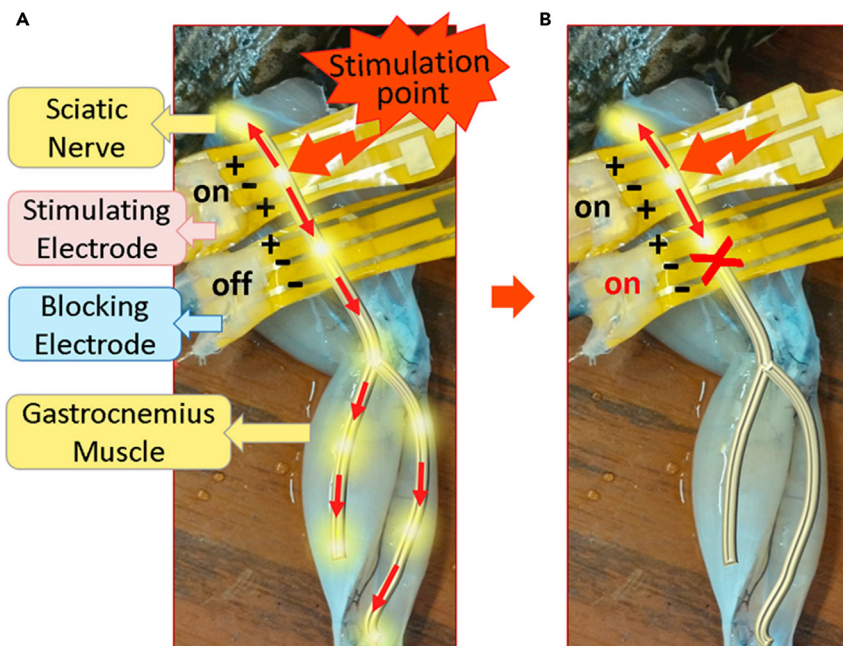 A
B
Stimulation
point
Sciatic
Nerve
Stimulating
Electrode
Blocking
Electrode
Gastrocnemius
Muscle
+
-
+
on
+
-
-
off
+
-
+
on
+
-
-
on
X